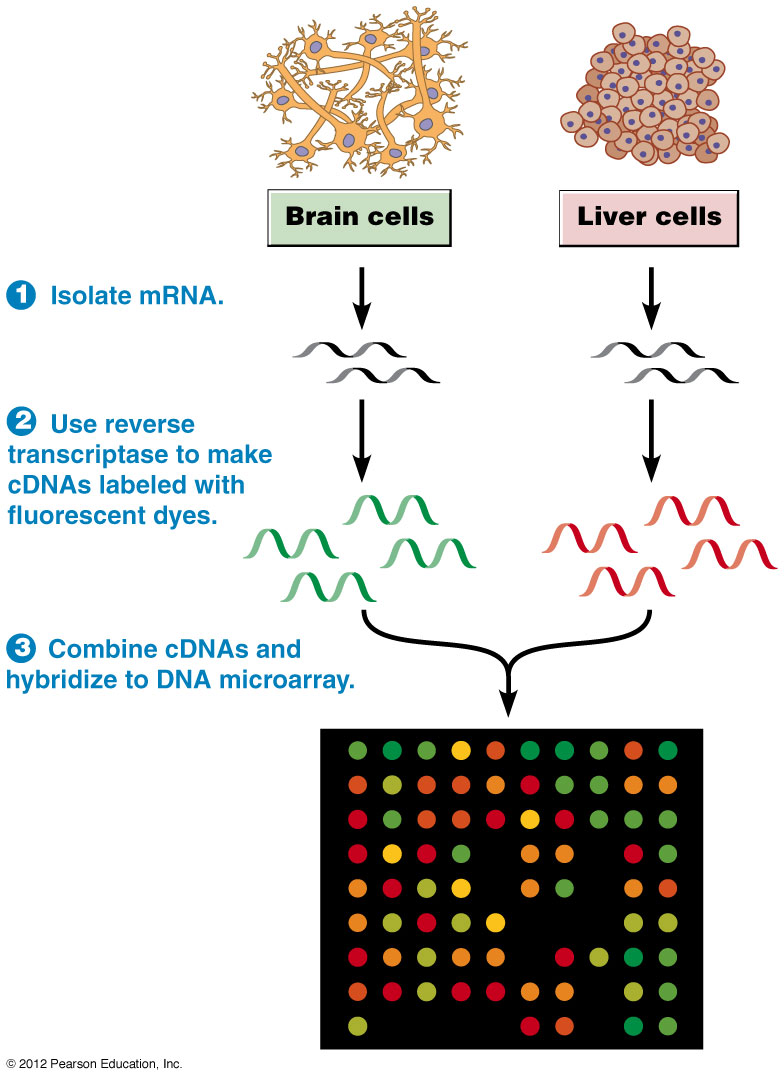 Brain cells
Liver cells
1 Isolate mRNA.
2 Use reverse
transcriptase to make
cDNAs labeled with
fluorescent dyes.
3 Combine cDNAs and
hybridize to DNA microarray.
© 2012 Pearson Education, Inc.